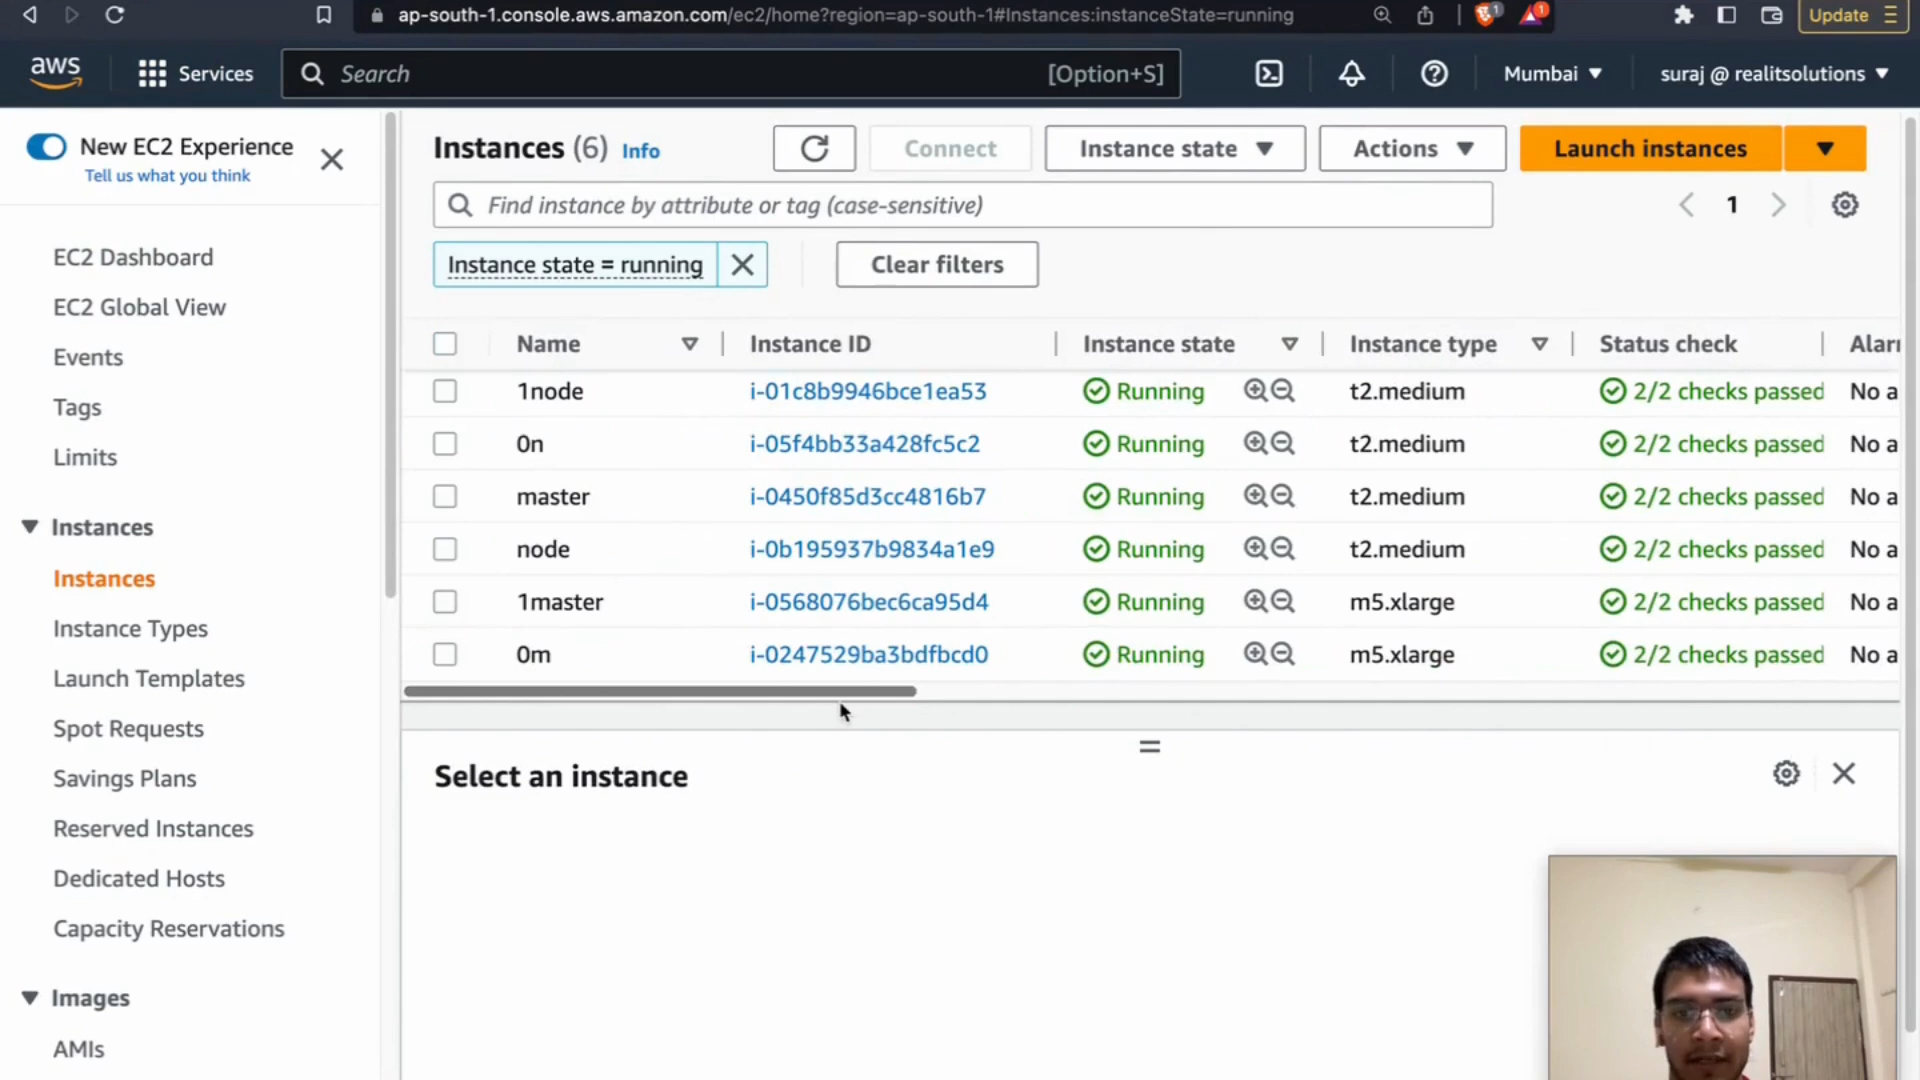 ap-south-1.console.aws.amazon.com/ec2/home?region=ap-south-1#Instances:instanceState=running
1
1
Update
aws
Services
Search
[Option+S]
Mumbai
suraj @ realitsolutions
New EC2 Experience
Tell us what you think
EC2 Dashboard
EC2 Global View
Events
Tags
Limits
Instances
Instances
Instance Types
Launch Templates
Spot Requests
Savings Plans
Reserved Instances
Dedicated Hosts
Capacity Reservations
Images
AMIs
Instances (6) Info
Connect
Instance state
Actions
Launch instances
Find instance by attribute or tag (case-sensitive)
1
Instance state = running
Clear filters
Name Instance ID Instance state Instance type Status check Alarr
1node i-01c8b9946bce1ea53 Running t2.medium 2/2 checks passed No a
0n i-05f4bb33a428fc5c2 Running t2.medium 2/2 checks passed No a
master i-0450f85d3cc4816b7 Running t2.medium 2/2 checks passed No a
node i-0b195937b9834a1e9 Running t2.medium 2/2 checks passed No a
1master i-0568076bec6ca95d4 Running m5.xlarge 2/2 checks passed No a
0m i-0247529ba3bdfbcd0 Running m5.xlarge 2/2 checks passed No a
Select an instance